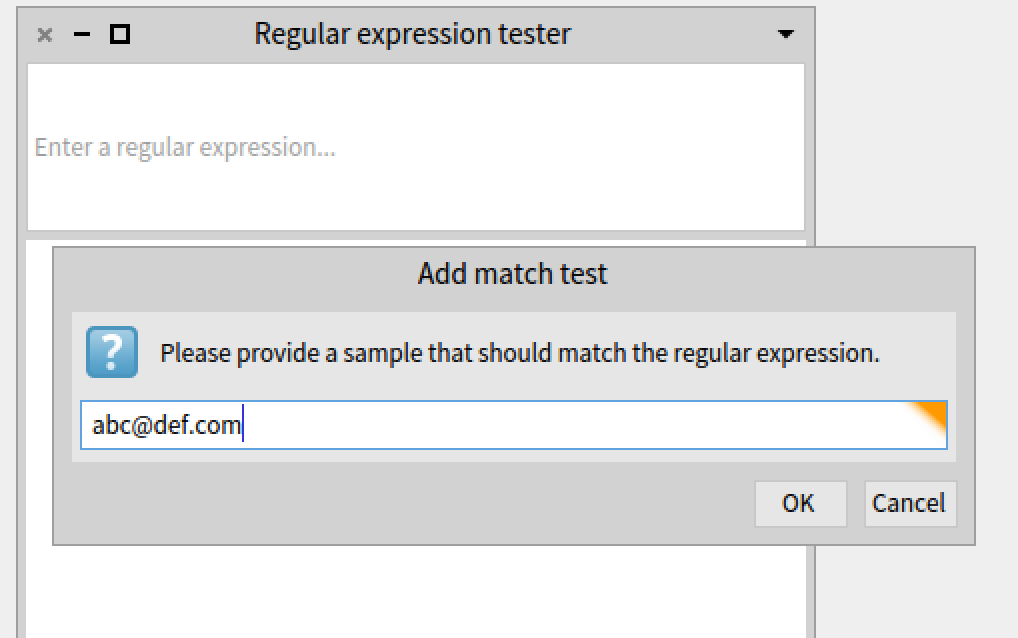 Regular expression tester
Enter a regular expression...
Add match test
?
Please provide a sample that should match the regular expression.
abc@def.com
OK
Cancel